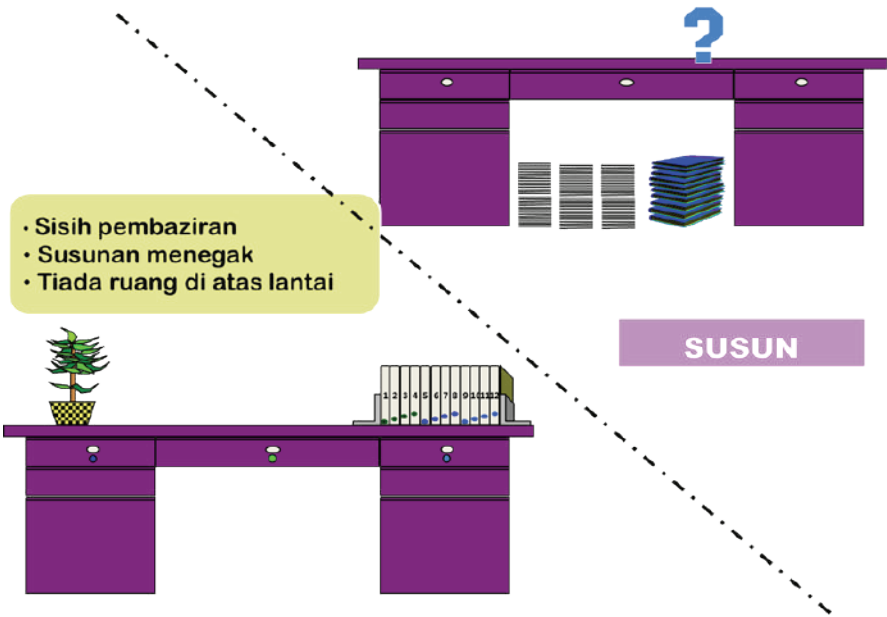 ?
• Sisih pembaziran
• Susunan menegak
• Tiada ruang di atas lantai
SUSUN
1 2 3 4 5 6 7 8 9 10 11 12